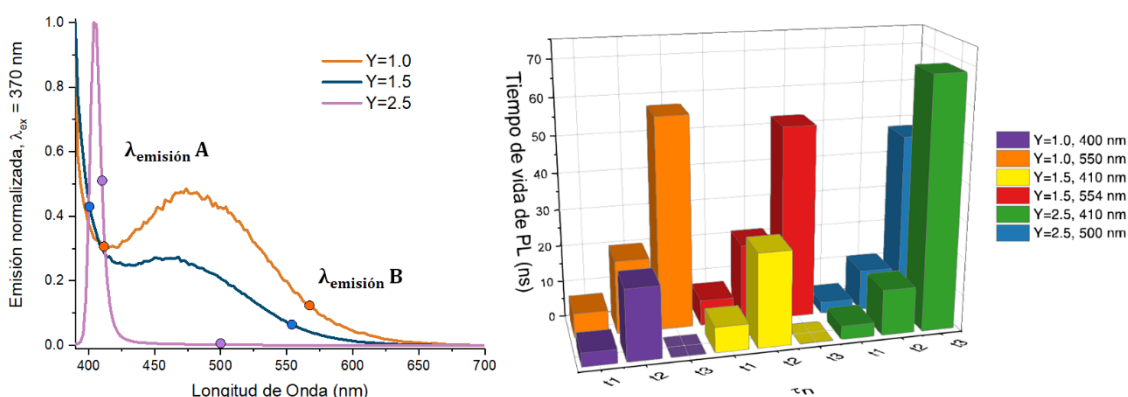 Emisión normalizada, λex = 370 nm
1.0
0.8
0.6
0.4
0.2
0.0
400
450
500
550
600
650
700
Longitud de Onda (nm)
Y=1.0
Y=1.5
Y=2.5
λemisión A
λemisión B
Tiempo de vida de PL (ns)
70
60
50
40
30
20
10
0
t1
t2
t3
t1
t2
t3
t1
t2
t3
τn
Y=1.0, 400 nm
Y=1.0, 550 nm
Y=1.5, 410 nm
Y=1.5, 554 nm
Y=2.5, 410 nm
Y=2.5, 500 nm